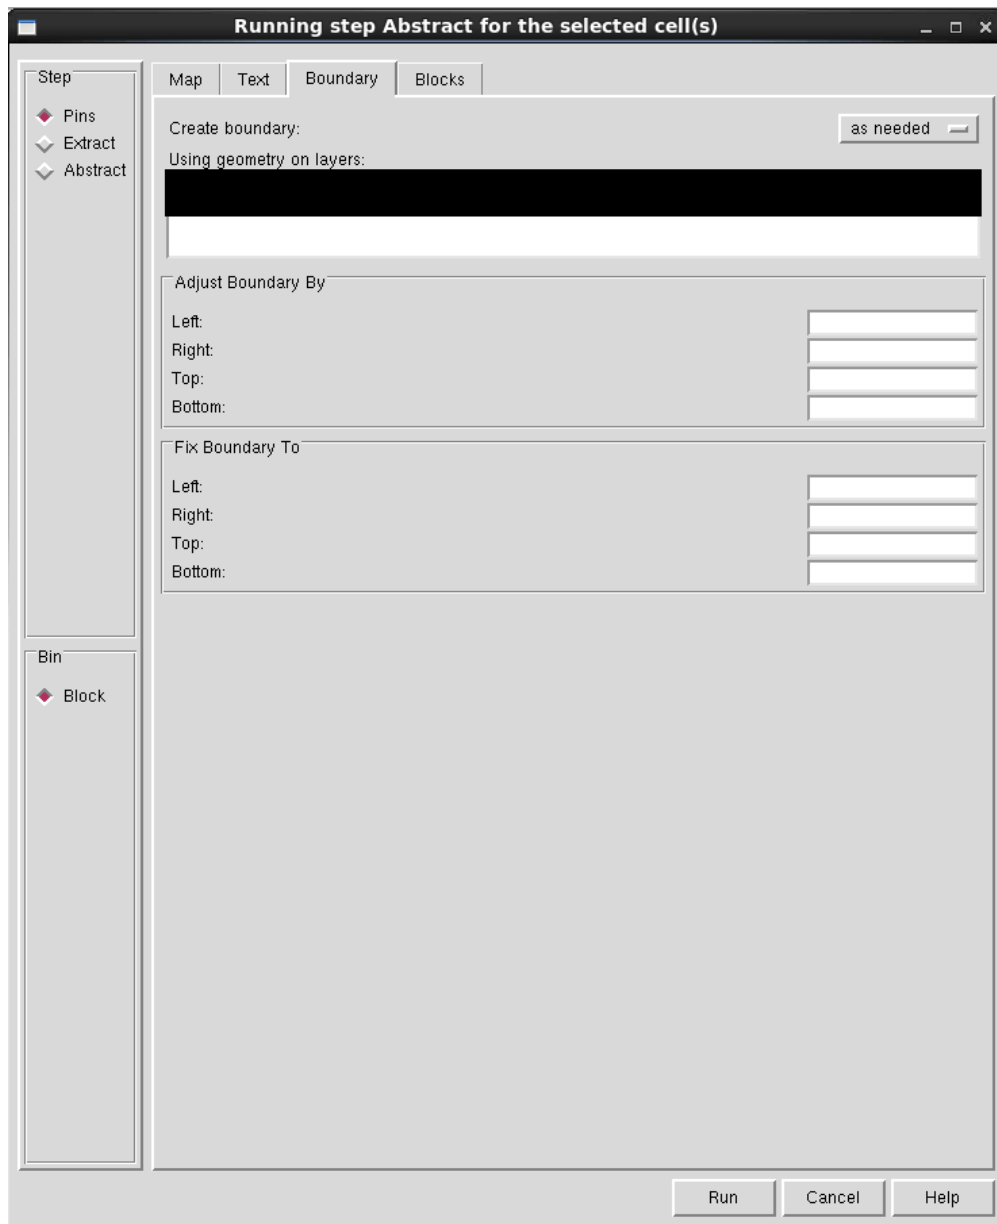 Running step Abstract for the selected cell(s)
Step
Pins
Extract
Abstract
Bin
Block
Map Text Boundary Blocks
Create boundary: as needed
Using geometry on layers:
Adjust Boundary By
Left:
Right:
Top:
Bottom:
Fix Boundary To
Left:
Right:
Top:
Bottom:
Run Cancel Help